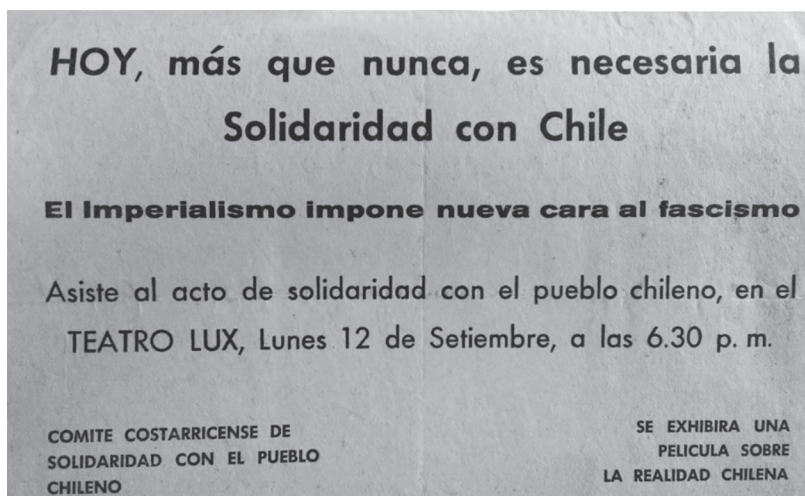 HOY, más que nunca, es necesaria la
Solidaridad con Chile
El Imperialismo impone nueva cara al fascismo
Asiste al acto de solidaridad con el pueblo chileno, en el
TEATRO LUX, Lunes 12 de Setiembre, a las 6.30 p. m.
COMITE COSTARRICENSE DE
SOLIDARIDAD CON EL PUEBLO
CHILENO
SE EXHIBIRA UNA
PELICULA SOBRE
LA REALIDAD CHILENA